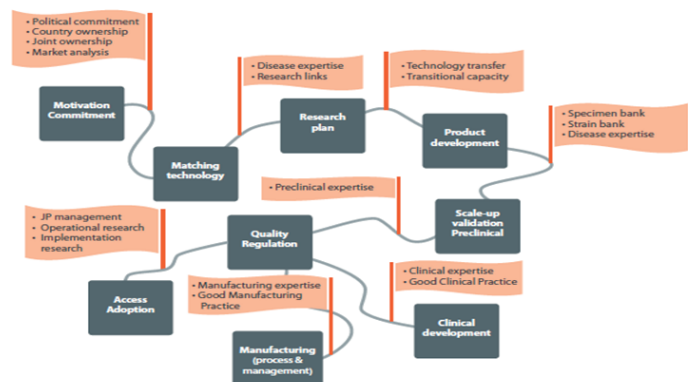 • Political commitment
• Country ownership
• Joint ownership
• Market analysis
• Disease expertise
• Research links
• Technology transfer
• Transitional capacity
Motivation
Commitment
Research
plan
Product
development
• Specimen bank
• Strain bank
• Disease expertise
Matching
technology
• Preclinical expertise
• JP management
• Operational research
• Implementation
research
Quality
Regulation
Scale-up
validation
Preclinical
• Manufacturing expertise
• Good Manufacturing
Practice
• Clinical expertise
• Good Clinical Practice
Access
Adoption
Clinical
development
Manufacturing
(process &
management)